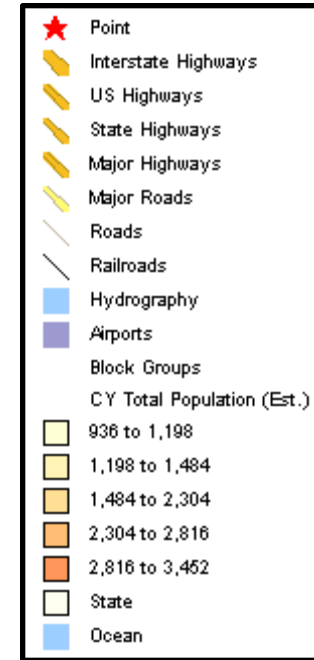 Point
Interstate Highways
US Highways
State Highways
Major Highways
Major Roads
Roads
Railroads
Hydrography
Airports
Block Groups
CY Total Population (Est.)
936 to 1,198
1,198 to 1,484
1,484 to 2,304
2,304 to 2,816
2,816 to 3,452
State
Ocean